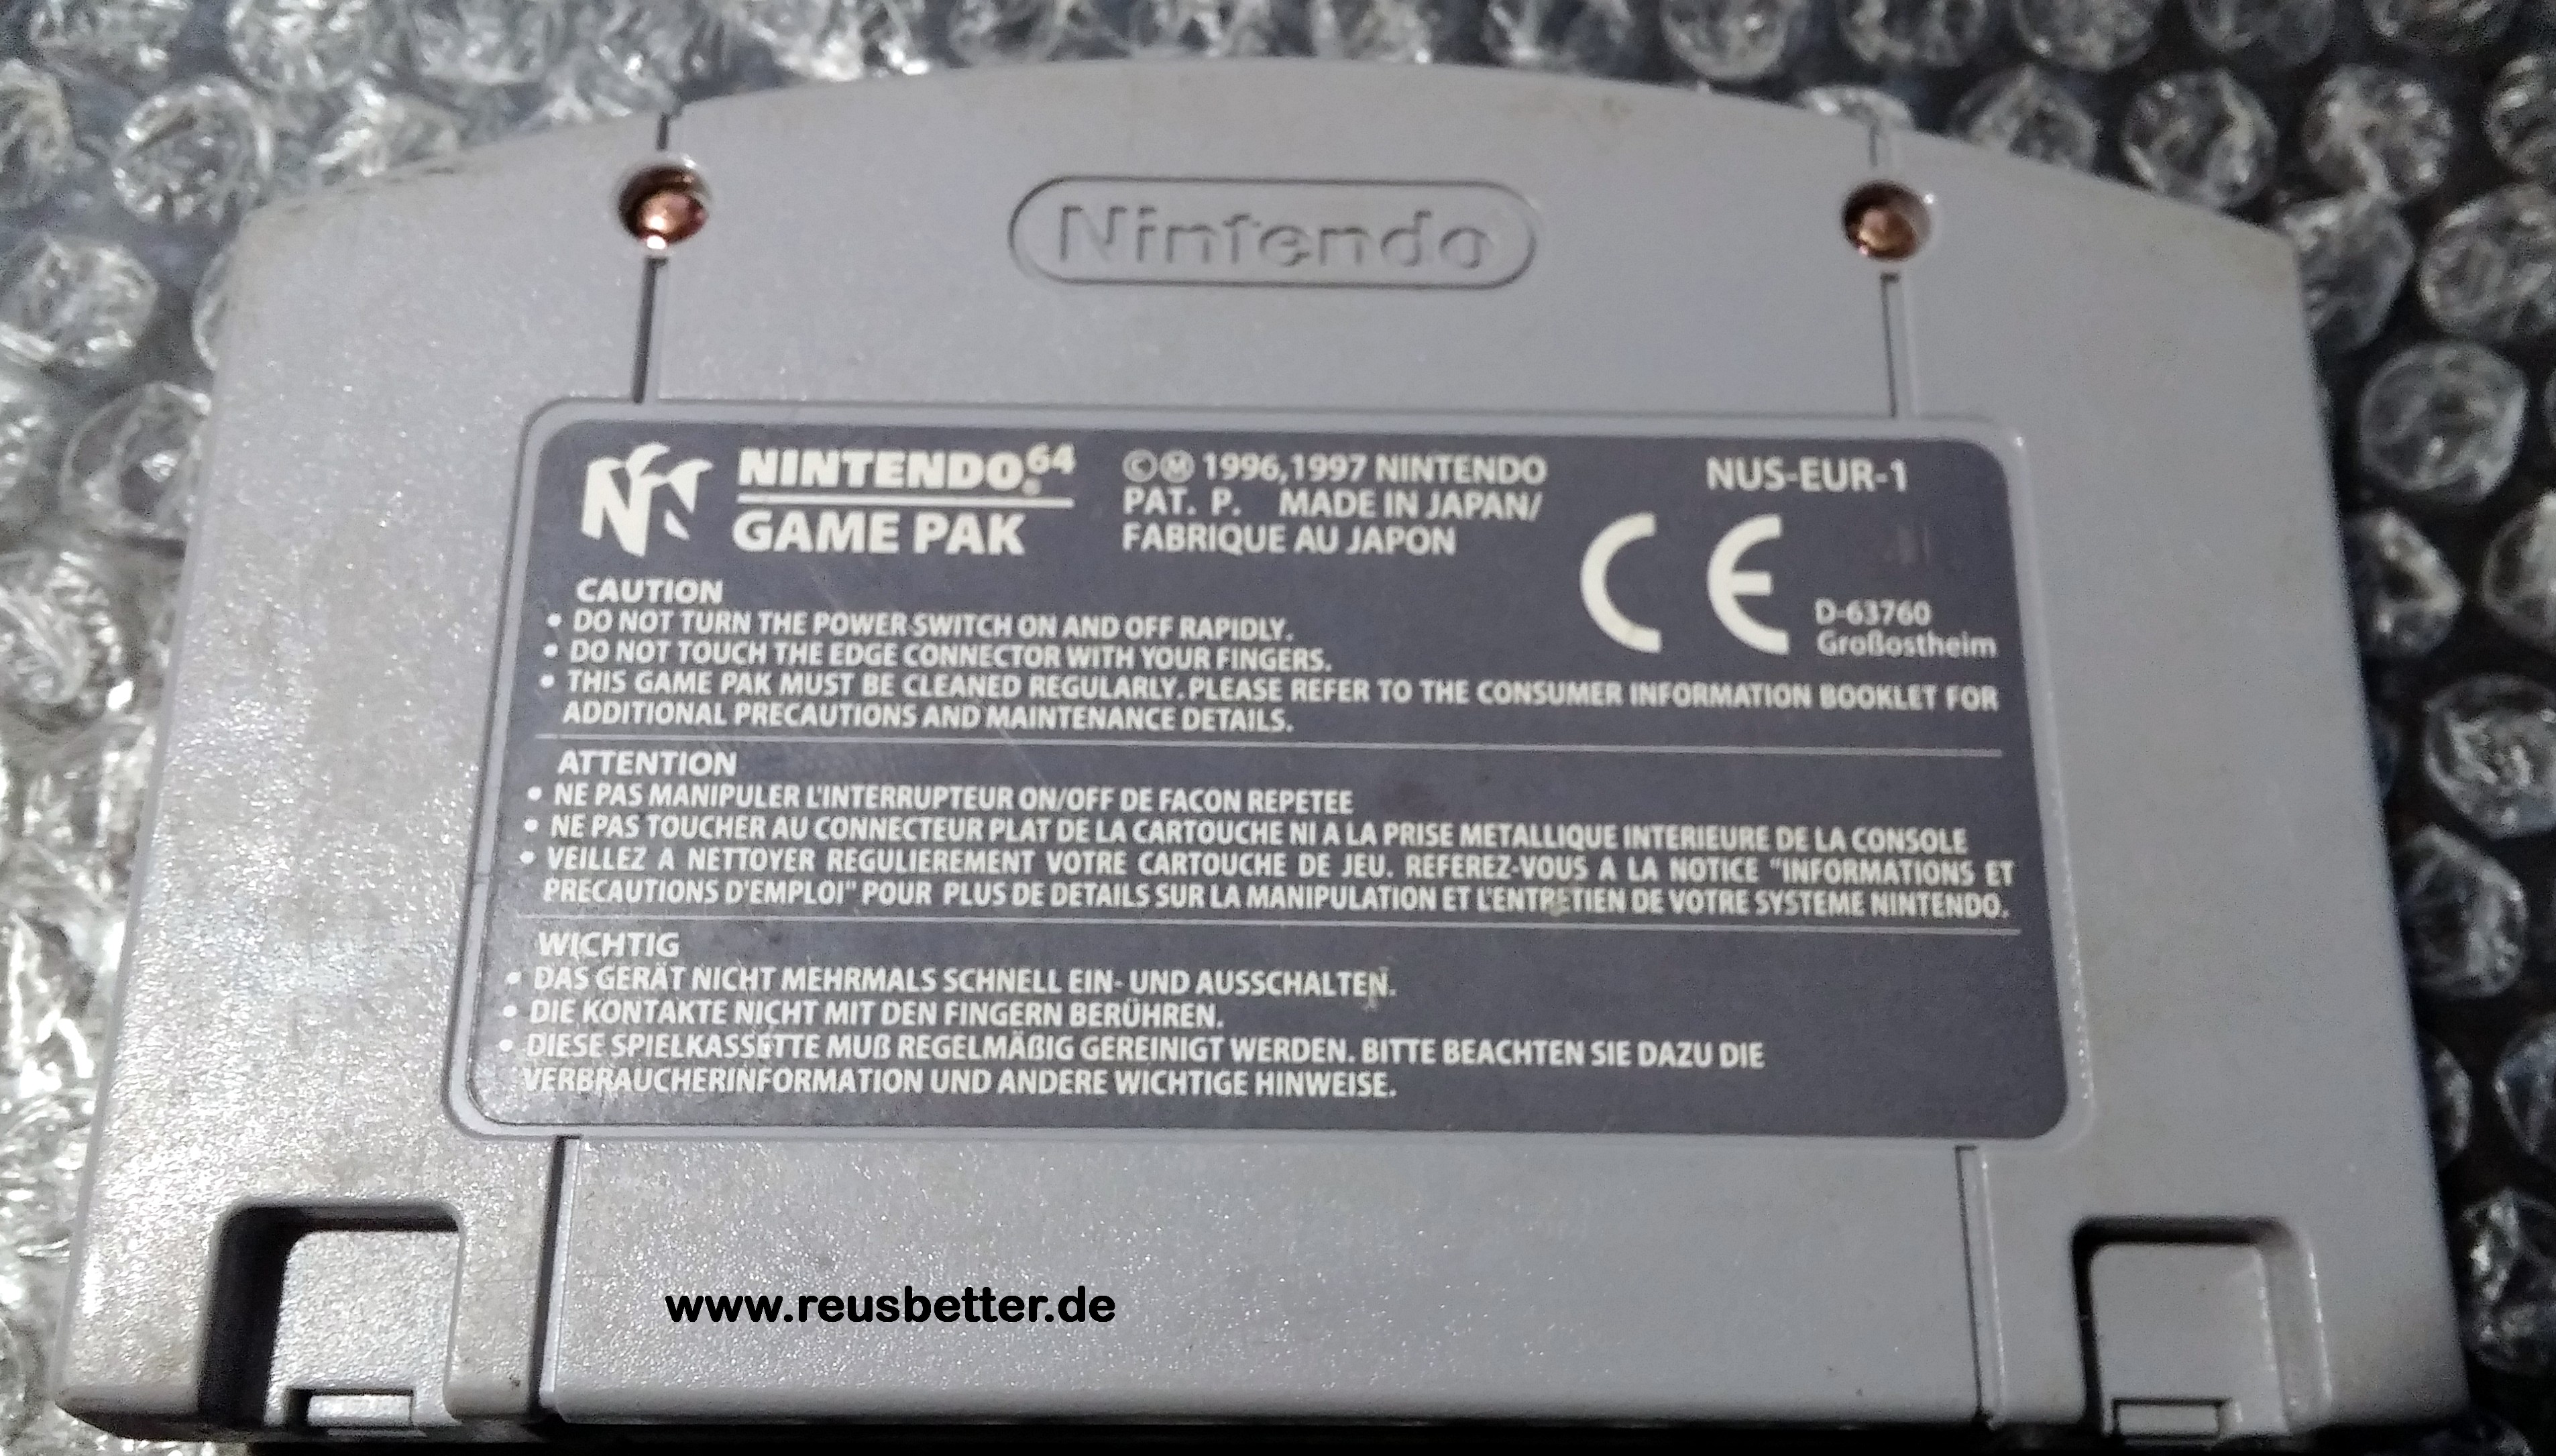 Nintendo
NINTENDO64
GAME PAK
©Ⓜ 1996,1997 NINTENDO
PAT. P. MADE IN JAPAN/
FABRIQUE AU JAPON
NUS-EUR-1
CE
D-63760
Großostheim
CAUTION
• DO NOT TURN THE POWER SWITCH ON AND OFF RAPIDLY.
• DO NOT TOUCH THE EDGE CONNECTOR WITH YOUR FINGERS.
• THIS GAME PAK MUST BE CLEANED REGULARLY. PLEASE REFER TO THE CONSUMER INFORMATION BOOKLET FOR
ADDITIONAL PRECAUTIONS AND MAINTENANCE DETAILS.
ATTENTION
• NE PAS MANIPULER L'INTERRUPTEUR ON/OFF DE FACON REPETEE
• NE PAS TOUCHER AU CONNECTEUR PLAT DE LA CARTOUCHE NI A LA PRISE METALLIQUE INTERIEURE DE LA CONSOLE
• VEILLEZ A NETTOYER REGULIEREMENT VOTRE CARTOUCHE DE JEU. REFEREZ-VOUS A LA NOTICE "INFORMATIONS ET
PRECAUTIONS D'EMPLOI" POUR PLUS DE DETAILS SUR LA MANIPULATION ET L'ENTRETIEN DE VOTRE SYSTEME NINTENDO.
WICHTIG
• DAS GERÄT NICHT MEHRMALS SCHNELL EIN- UND AUSSCHALTEN.
• DIE KONTAKTE NICHT MIT DEN FINGERN BERÜHREN.
• DIESE SPIELKASSETTE MUß REGELMÄßIG GEREINIGT WERDEN. BITTE BEACHTEN SIE DAZU DIE
VERBRAUCHERINFORMATION UND ANDERE WICHTIGE HINWEISE.
www.reusbetter.de